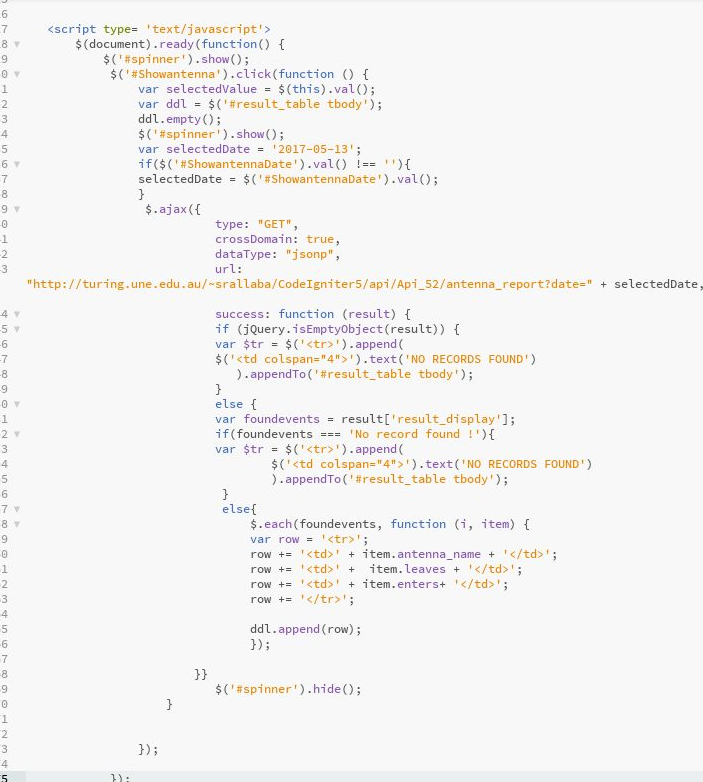 6
7 <script type= 'text/javascript'>
8 $(document).ready(function() {
9 $('#spinner').show();
0 $('#Showantenna').click(function () {
1 var selectedValue = $(this).val();
2 var ddl = $('#result_table tbody');
3 ddl.empty();
4 $('#spinner').show();
5 var selectedDate = '2017-05-13';
6 if($('#ShowantennaDate').val() !== ''){
7 selectedDate = $('#ShowantennaDate').val();
8 }
9 $.ajax({
0 type: "GET",
1 crossDomain: true,
2 dataType: "jsonp",
3 url:
"http://turing.une.edu.au/~srallaba/CodeIgniter5/api/Api_52/antenna_report?date=" + selectedDate,
4 success: function (result) {
5 if (jQuery.isEmptyObject(result)) {
6 var $tr = $('<tr>').append(
7 $('<td colspan="4">').text('NO RECORDS FOUND')
8 ).appendTo('#result_table tbody');
9 }
0 else {
1 var foundevents = result['result_display'];
2 if(foundevents === 'No record found !'){
3 var $tr = $('<tr>').append(
4 $('<td colspan="4">').text('NO RECORDS FOUND')
5 ).appendTo('#result_table tbody');
6 }
7 else{
8 $.each(foundevents, function (i, item) {
9 var row = '<tr>';
0 row += '<td>' + item.antenna_name + '</td>';
1 row += '<td>' + item.leaves + '</td>';
2 row += '<td>' + item.enters+ '</td>';
3 row += '</tr>';
4
5 ddl.append(row);
6 });
7
8 }}
9 $('#spinner').hide();
0 }
1
2
3 });
4
5 });